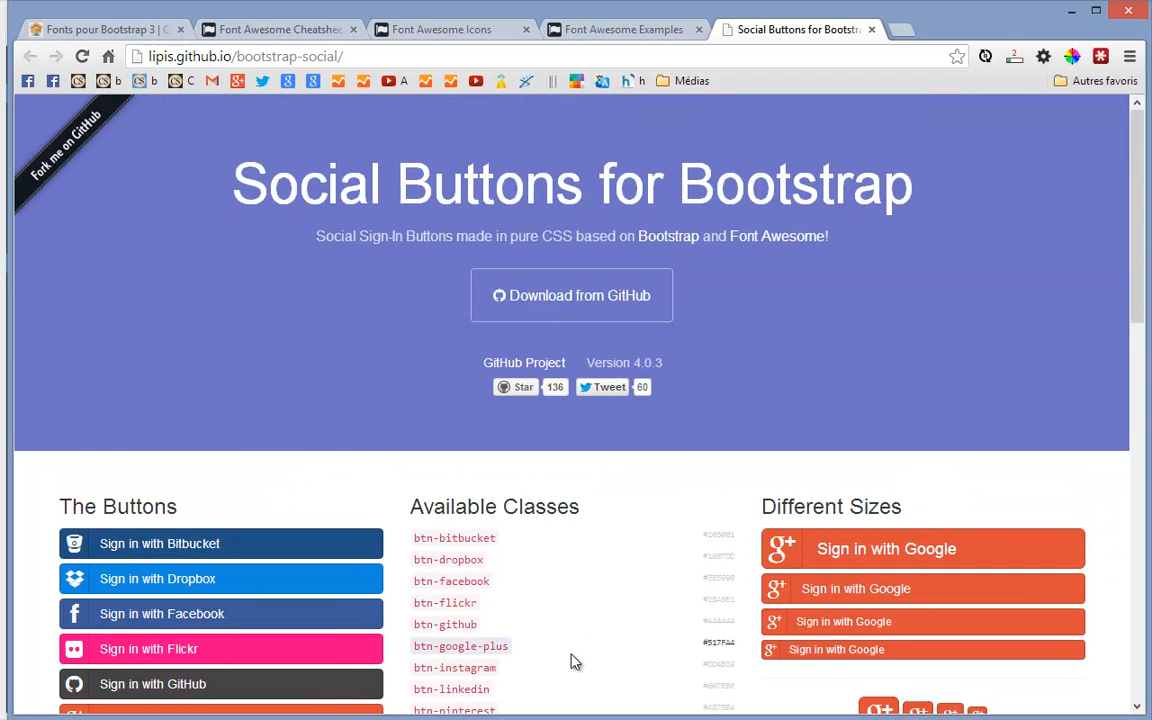 Fonts pour Bootstrap 3 | C
Font Awesome Cheatshe
Font Awesome Icons
Font Awesome Examples
Social Buttons for Bootstr
lipis.github.io/bootstrap-social/
2
b
b
C
A
h
Médias
Autres favoris
Fork me on GitHub
Social Buttons for Bootstrap
Social Sign-In Buttons made in pure CSS based on Bootstrap and Font Awesome!
Download from GitHub
GitHub Project Version 4.0.3
Star 136 Tweet 60
The Buttons
Sign in with Bitbucket
Sign in with Dropbox
Sign in with Facebook
Sign in with Flickr
Sign in with GitHub
Available Classes
btn-bitbucket
btn-dropbox
btn-facebook
btn-flickr
btn-github
btn-google-plus
#517FA4
btn-instagram
btn-linkedin
btn-pinterest
Different Sizes
Sign in with Google
Sign in with Google
Sign in with Google
Sign in with Google